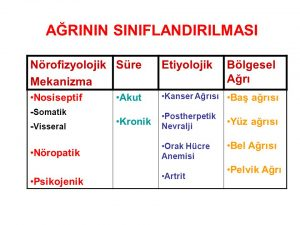 AĞRININ SINIFLANDIRILMASI
Nörofizyolojik Mekanizma
Süre
Etiyolojik
Bölgesel Ağrı
•Nosiseptif
-Somatik
-Visseral
•Nöropatik
•Psikojenik
•Akut
•Kronik
•Kanser Ağrısı
•Postherpetik Nevralji
•Orak Hücre Anemisi
•Artrit
•Baş ağrısı
•Yüz ağrısı
•Bel Ağrısı
•Pelvik Ağrı